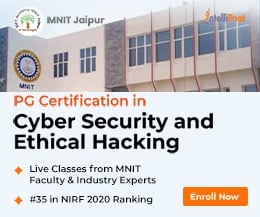 MNIT Jaipur
intelliPaat
MNIT
PG Certification in
Cyber Security and
Ethical Hacking
Live Classes from MNIT
Faculty & Industry Experts
#35 in NIRF 2020 Ranking
Enroll Now